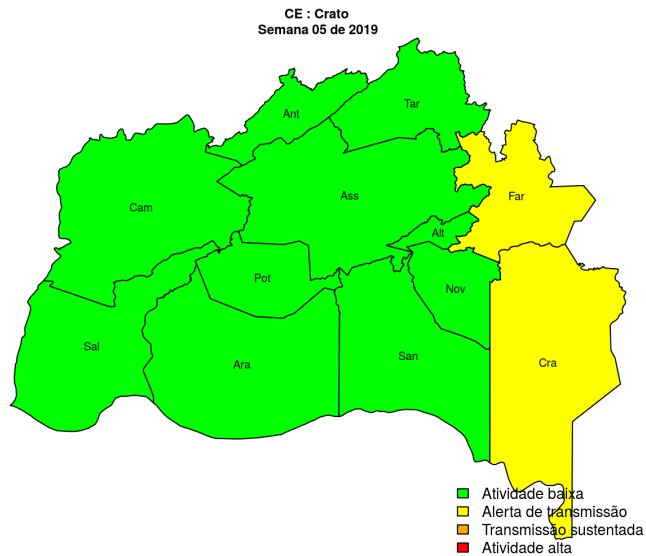 CE : Crato
Semana 05 de 2019
Ant
Tar
Cam
Ass
Far
Alt
Pot
Nov
Sal
Ara
San
Cra
Atividade baixa
Alerta de transmissão
Transmissão sustentada
Atividade alta